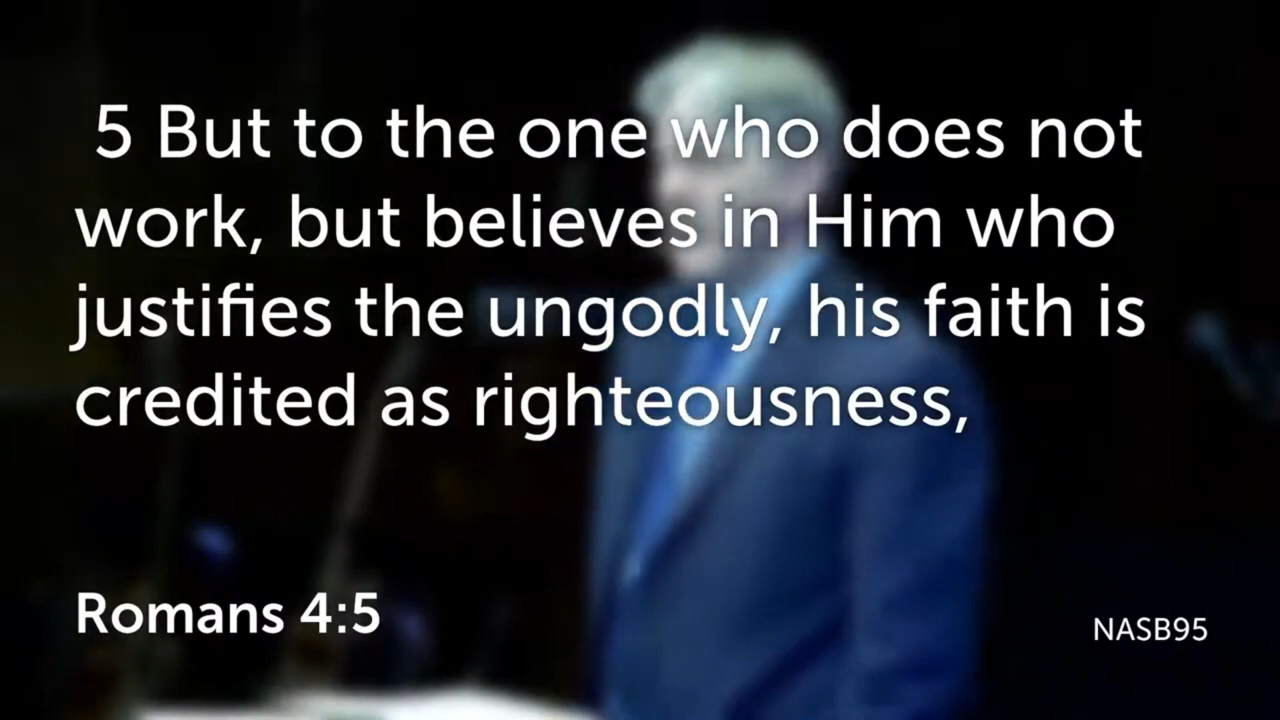 5 But to the one who does not
work, but believes in Him who
justifies the ungodly, his faith is
credited as righteousness,
Romans 4:5
NASB95